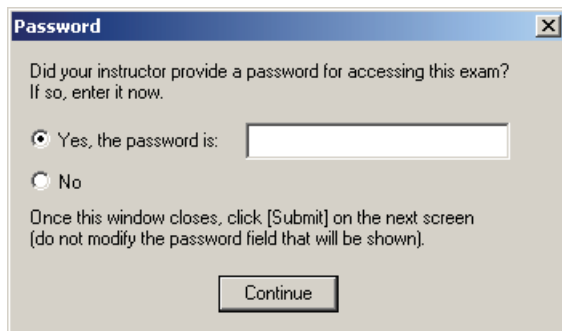 Password
Did your instructor provide a password for accessing this exam?
If so, enter it now.
Yes, the password is:
No
Once this window closes, click [Submit] on the next screen
(do not modify the password field that will be shown).
Continue